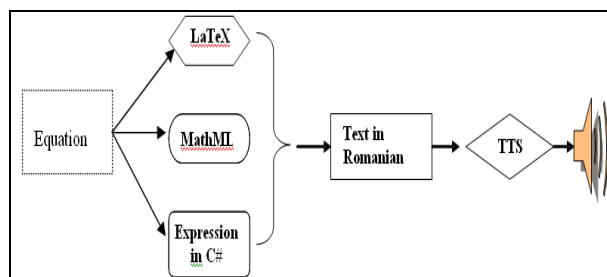 LaTeX
Equation
MathML
Text in
Romanian
TTS
Expression
in C#